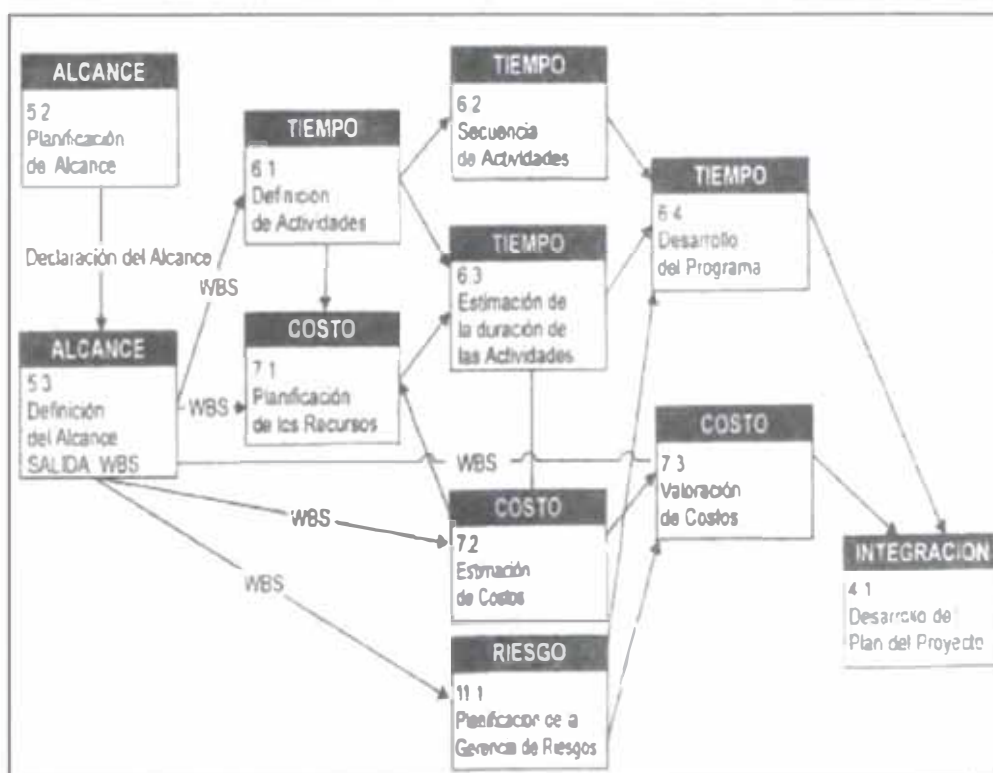 ALCANCE
5.2
Planificación
de Alcance
Declaración del Alcance
ALCANCE
5.3
Definición
del Alcance
SALIDA WBS
WBS
WBS
WBS
WBS
WBS
TIEMPO
6.1
Definición
de Actividades
COSTO
7.1
Planificación
de los Recursos
TIEMPO
6.2
Secuencia
de Actividades
TIEMPO
6.3
Estimación de
la duración de
las Actividades
COSTO
7.2
Estimación
de Costos
RIESGO
11.1
Planificación de la
Gerencia de Riesgos
TIEMPO
6.4
Desarrollo
del Programa
COSTO
7.3
Valoración
de Costos
INTEGRACION
4.1
Desarrollo de
Plan del Proyecto